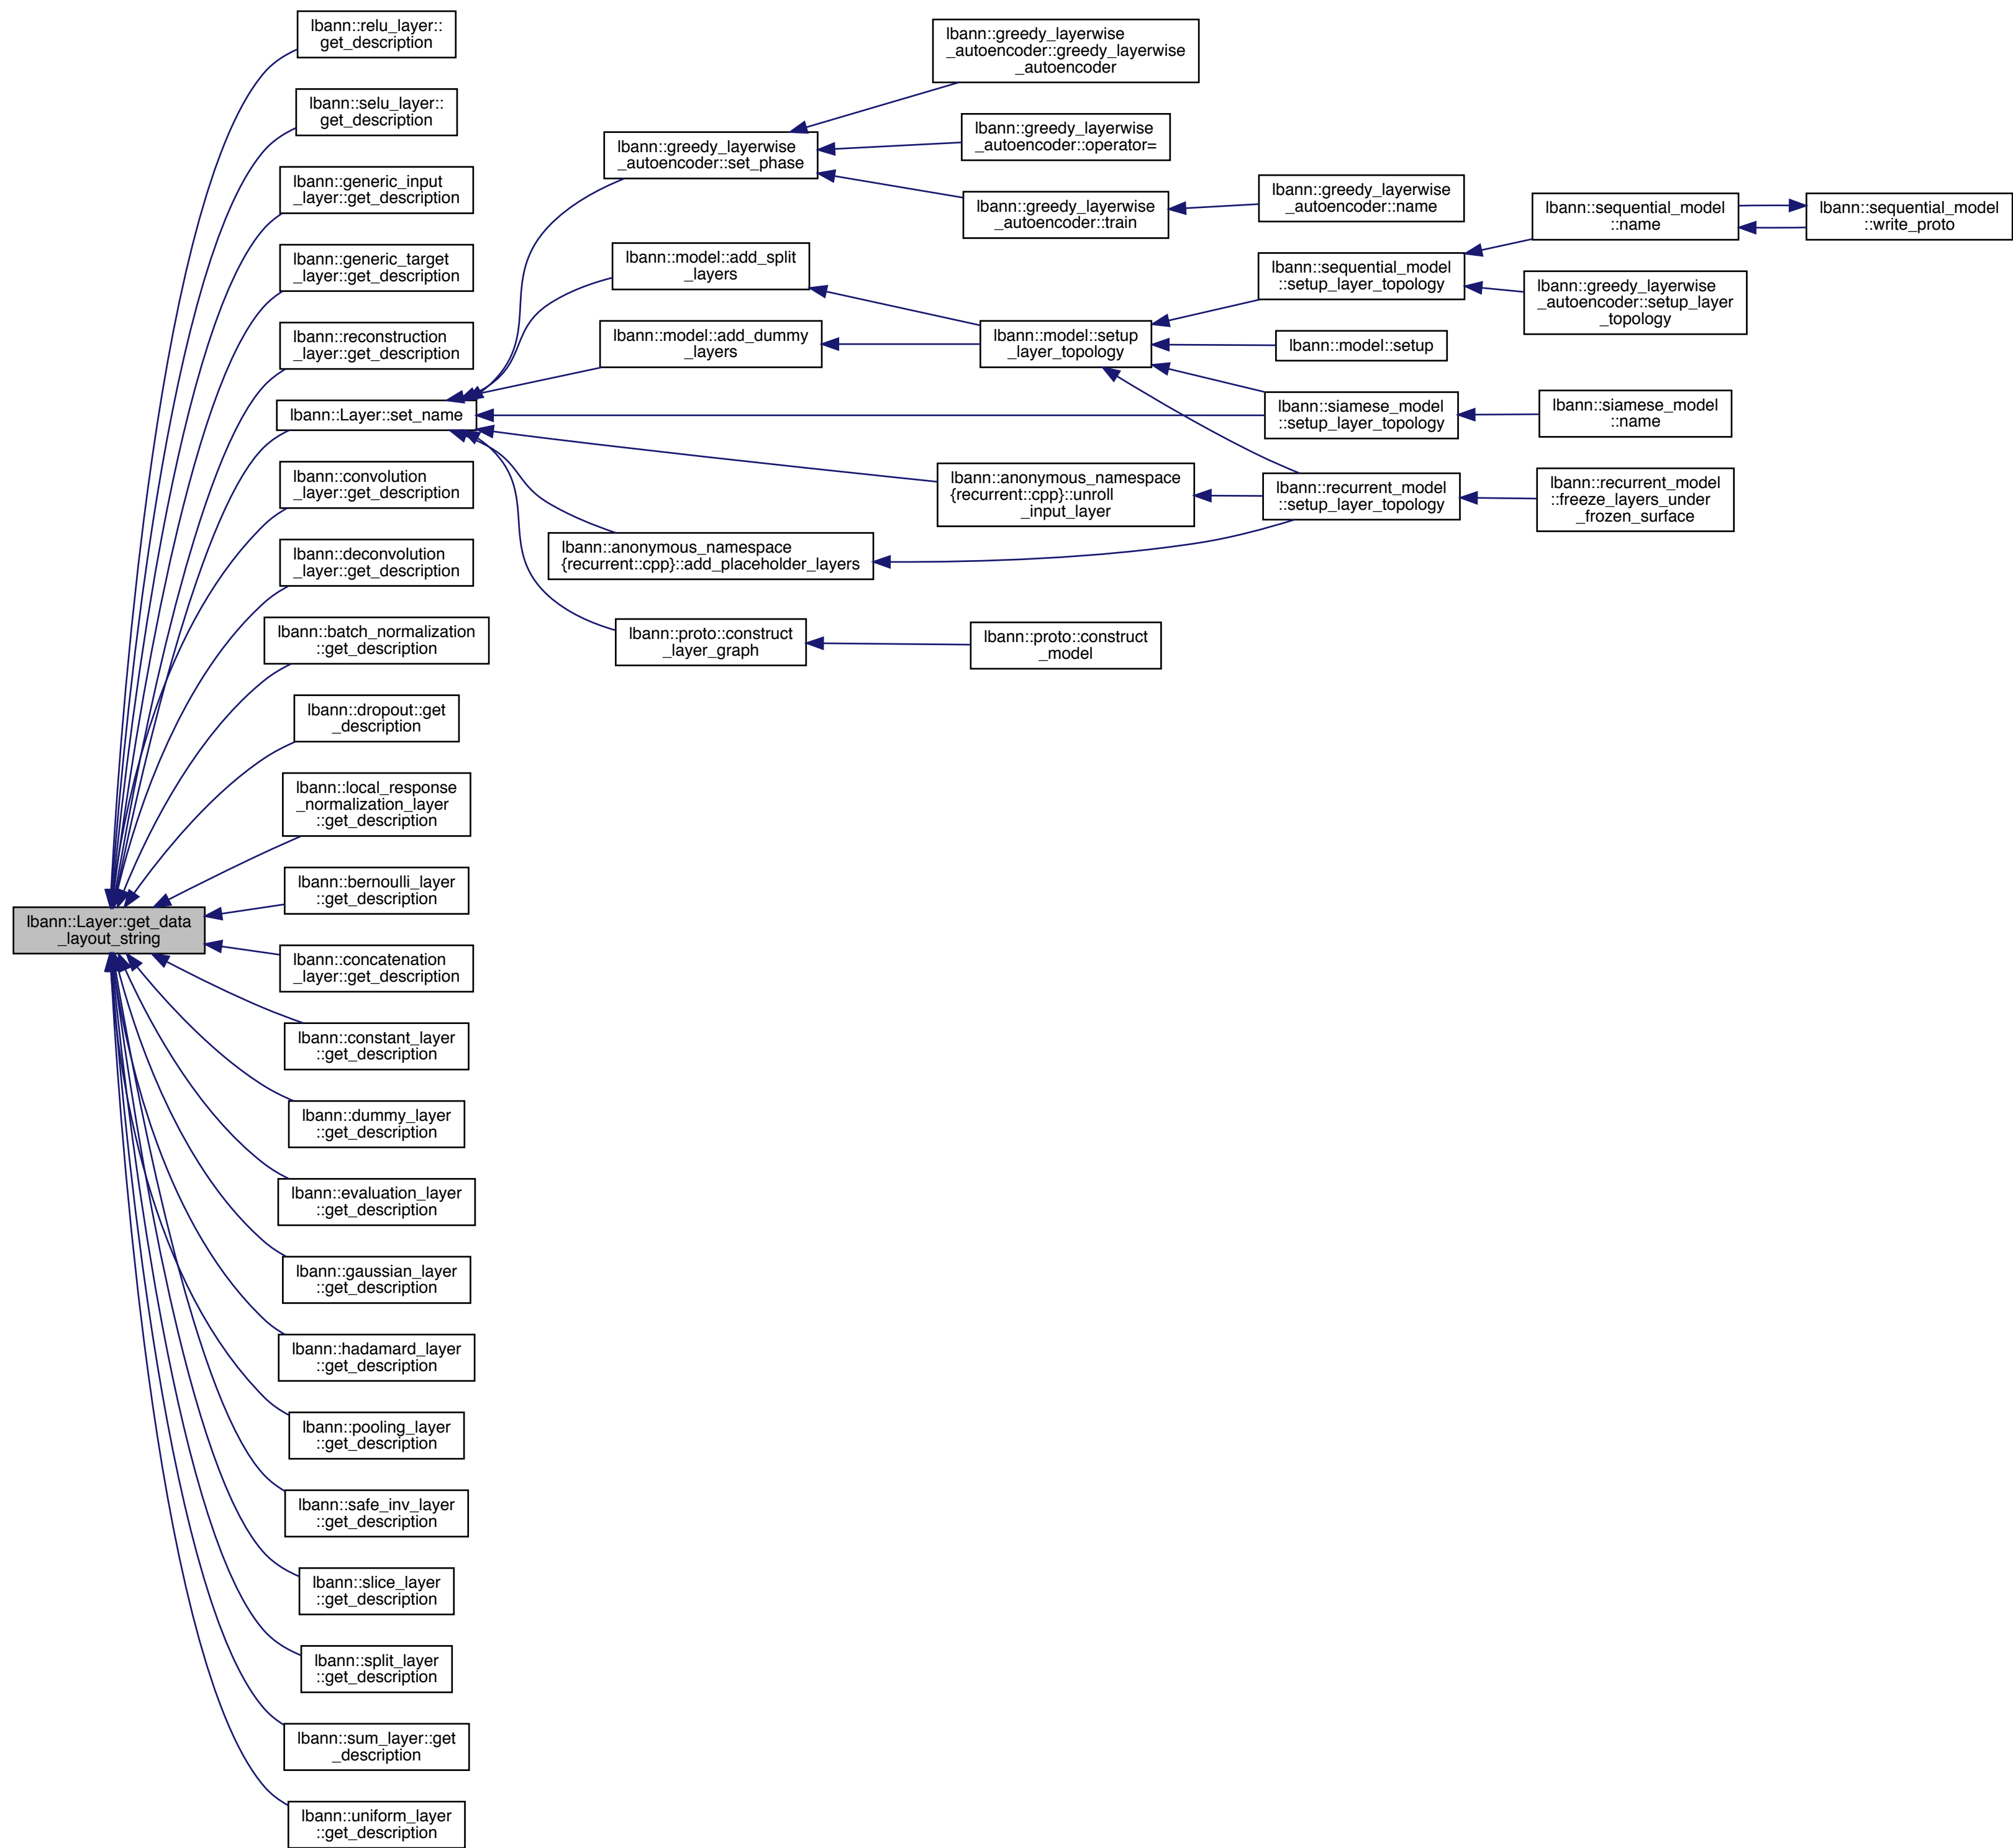 lbann::relu_layer::
get_description
lbann::selu_layer::
get_description
lbann::generic_input
_layer::get_description
lbann::generic_target
_layer::get_description
lbann::reconstruction
_layer::get_description
lbann::Layer::set_name
lbann::convolution
_layer::get_description
lbann::deconvolution
_layer::get_description
lbann::batch_normalization
::get_description
lbann::dropout::get
_description
lbann::local_response
_normalization_layer
::get_description
lbann::bernoulli_layer
::get_description
lbann::Layer::get_data
_layout_string
lbann::concatenation
_layer::get_description
lbann::constant_layer
::get_description
lbann::dummy_layer
::get_description
lbann::evaluation_layer
::get_description
lbann::gaussian_layer
::get_description
lbann::hadamard_layer
::get_description
lbann::pooling_layer
::get_description
lbann::safe_inv_layer
::get_description
lbann::slice_layer
::get_description
lbann::split_layer
::get_description
lbann::sum_layer::get
_description
lbann::uniform_layer
::get_description
lbann::greedy_layerwise
_autoencoder::set_phase
lbann::model::add_split
_layers
lbann::model::add_dummy
_layers
lbann::anonymous_namespace
{recurrent::cpp}::add_placeholder_layers
lbann::proto::construct
_layer_graph
lbann::greedy_layerwise
_autoencoder::greedy_layerwise
_autoencoder
lbann::greedy_layerwise
_autoencoder::operator=
lbann::greedy_layerwise
_autoencoder::train
lbann::model::setup
_layer_topology
lbann::anonymous_namespace
{recurrent::cpp}::unroll
_input_layer
lbann::proto::construct
_model
lbann::greedy_layerwise
_autoencoder::name
lbann::sequential_model
::setup_layer_topology
lbann::model::setup
lbann::siamese_model
::setup_layer_topology
lbann::recurrent_model
::setup_layer_topology
lbann::sequential_model
::name
lbann::greedy_layerwise
_autoencoder::setup_layer
_topology
lbann::siamese_model
::name
lbann::recurrent_model
::freeze_layers_under
_frozen_surface
lbann::sequential_model
::write_proto